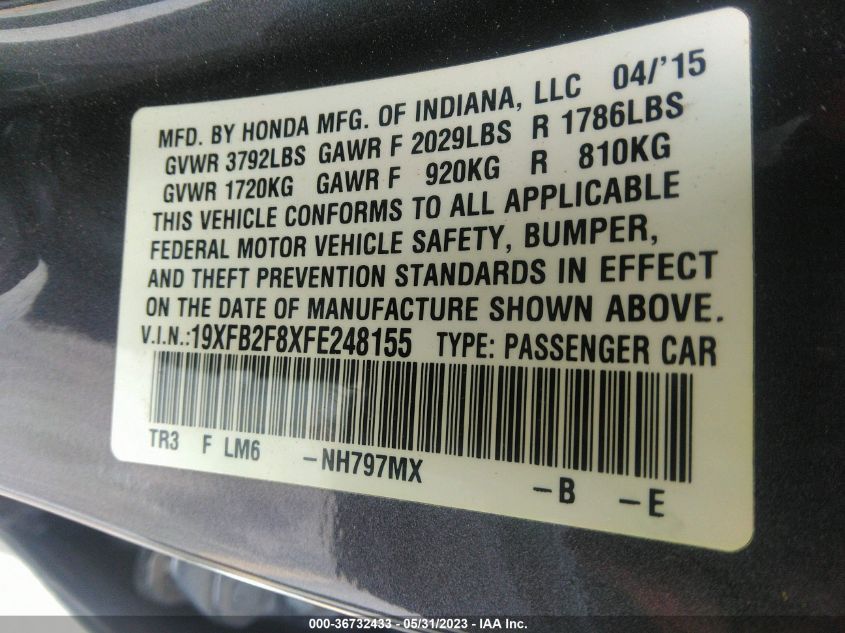 MFD. BY HONDA MFG. OF INDIANA, LLC 04/'15
GVWR 3792LBS GAWR F 2029LBS R 1786LBS
GVWR 1720KG GAWR F 920KG R 810KG
THIS VEHICLE CONFORMS TO ALL APPLICABLE
FEDERAL MOTOR VEHICLE SAFETY, BUMPER,
AND THEFT PREVENTION STANDARDS IN EFFECT
ON THE DATE OF MANUFACTURE SHOWN ABOVE.
V.I.N.:19XFB2F8XFE248155 TYPE: PASSENGER CAR
TR3 F LM6 -NH797MX -B -E
000-36732433 - 05/31/2023 - IAA Inc.